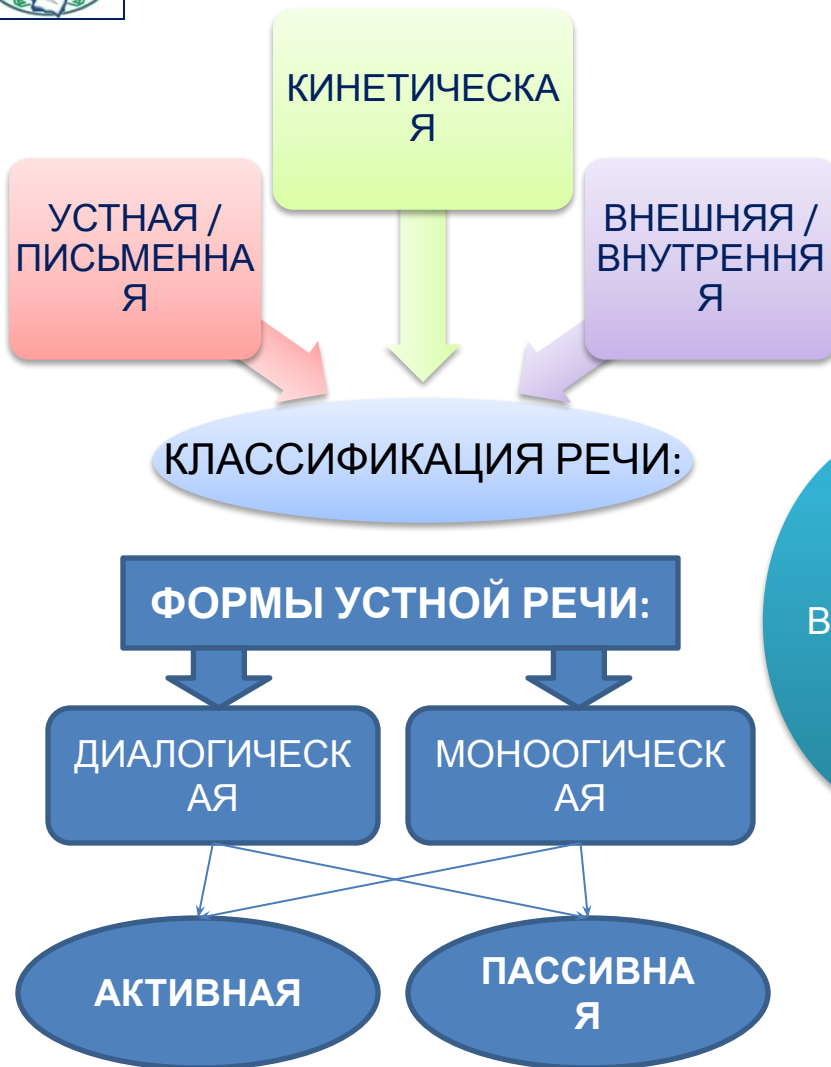 КИНЕТИЧЕСКА
Я
УСТНАЯ /
ПИСЬМЕННА
Я
ВНЕШНЯЯ /
ВНУТРЕННЯ
Я
КЛАССИФИКАЦИЯ РЕЧИ:
ФОРМЫ УСТНОЙ РЕЧИ:
В
ДИАЛОГИЧЕСК
АЯ
МОНООГИЧЕСК
АЯ
АКТИВНАЯ
ПАССИВНА
Я